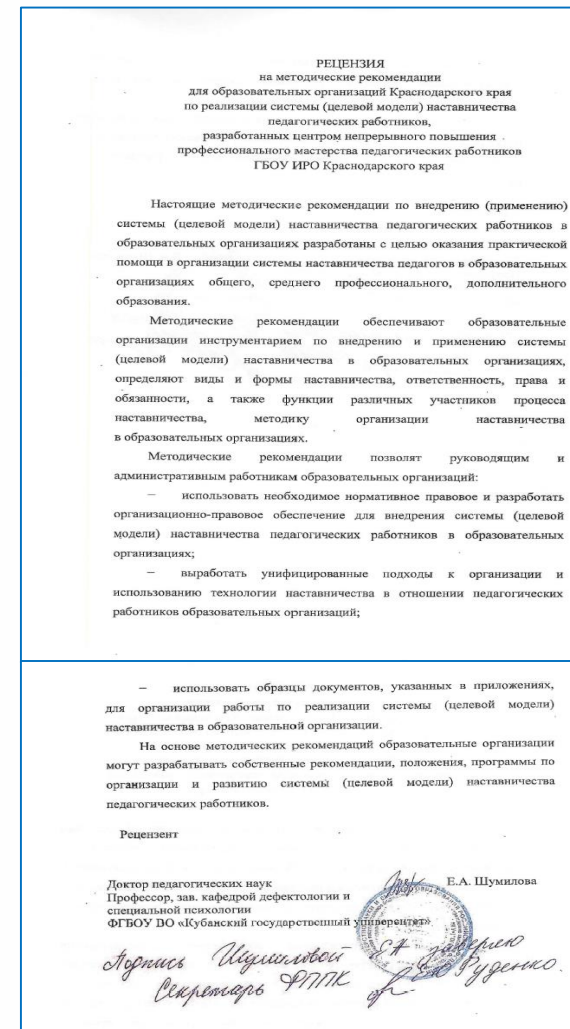 РЕЦЕНЗИЯ
на методические рекомендации
для образовательных организаций Краснодарского края
по реализации системы (целевой модели) наставничества
педагогических работников,
разработанных центром непрерывного повышения
профессионального мастерства педагогических работников
ГБОУ ИРО Краснодарского края
Настоящие методические рекомендации по внедрению (применению)
системы (целевой модели) наставничества педагогических работников в
образовательных организациях разработаны с целью оказания практической
помощи в организации системы наставничества педагогов в образовательных
организациях общего, среднего профессионального, дополнительного
образования.
Методические рекомендации обеспечивают образовательные
организации инструментарием по внедрению и применению системы
(целевой модели) наставничества в образовательных организациях,
определяют виды и формы наставничества, ответственность, права и
обязанности, а также функции различных участников процесса
наставничества, методику организации наставничества
в образовательных организациях.
Методические рекомендации позволят руководящим и
административным работникам образовательных организаций:
– использовать необходимое нормативное правовое и разработать
организационно-правовое обеспечение для внедрения системы (целевой
модели) наставничества педагогических работников в образовательных
организациях;
– выработать унифицированные подходы к организации и
использованию технологии наставничества в отношении педагогических
работников образовательных организаций;
– использовать образцы документов, указанных в приложениях,
для организации работы по реализации системы (целевой модели)
наставничества в образовательной организации.
На основе методических рекомендаций образовательные организации
могут разрабатывать собственные рекомендации, положения, программы по
организации и развитию системы (целевой модели) наставничества
педагогических работников.
Рецензент
Доктор педагогических наук Е.А. Шумилова
Профессор, зав. кафедрой дефектологии и
специальной психологии
ФГБОУ ВО «Кубанский государственный университет»
Подпись Шумиловой ЕА заверяю
Секретарь ФППК Руденко